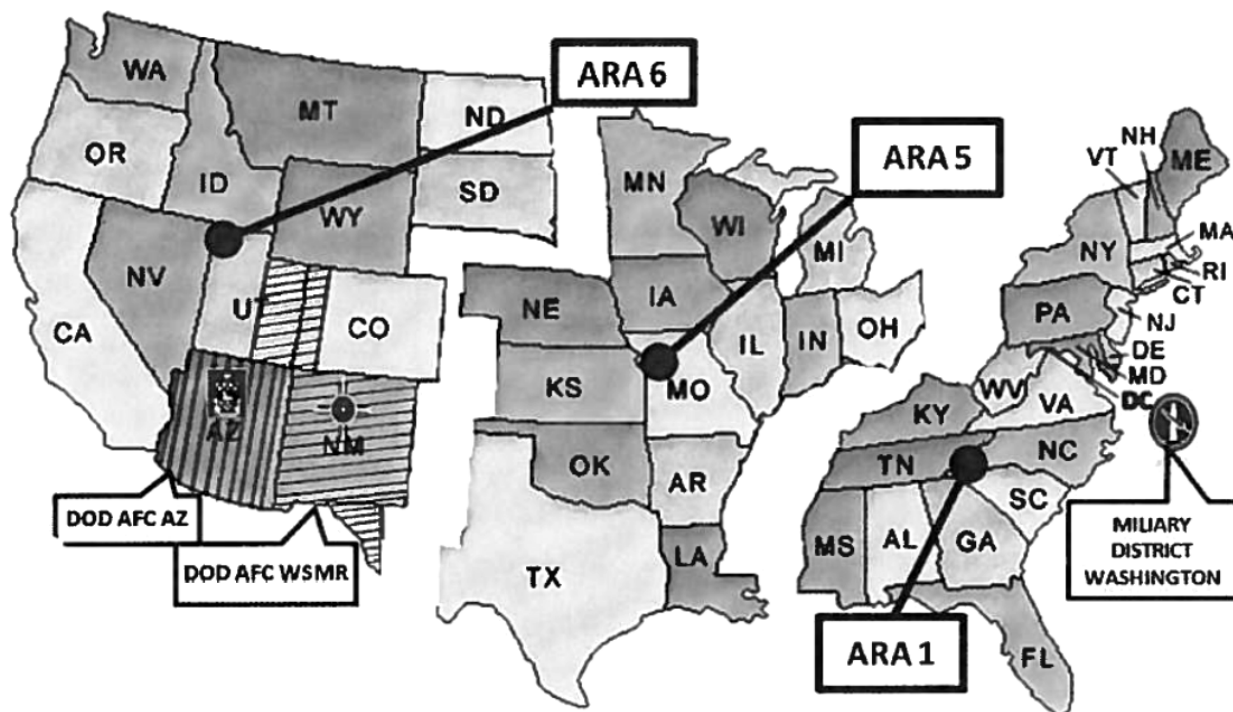 ARA 6
ARA 5
ARA 1
WA
MT
ND
OR
ID
SD
WY
NV
UT
CO
CA
AZ
NM
DOD AFC AZ
DOD AFC WSMR
MN
WI
MI
NE
IA
IL
IN
OH
KS
MO
OK
AR
TX
LA
NH
VT
ME
MA
NY
RI
CT
PA
NJ
DE
MD
DC
WV
VA
KY
TN
NC
SC
MS
AL
GA
FL
MILIARY
DISTRICT
WASHINGTON